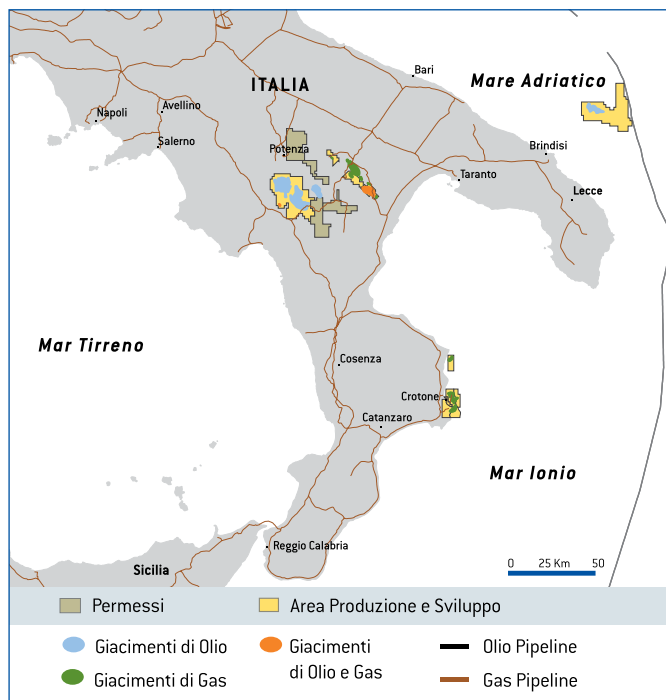 Bari
Mare Adriatico
ITALIA
Avellino
Napoli
Salerno
Potenza
Brindisi
Taranto
Lecce
Mar Tirreno
Cosenza
Crotone
Catanzaro
Mar Ionio
Reggio Calabria
Sicilia
0 25 Km 50
Permessi
Area Produzione e Sviluppo
Giacimenti di Olio
Giacimenti di Olio e Gas
Olio Pipeline
Giacimenti di Gas
Gas Pipeline